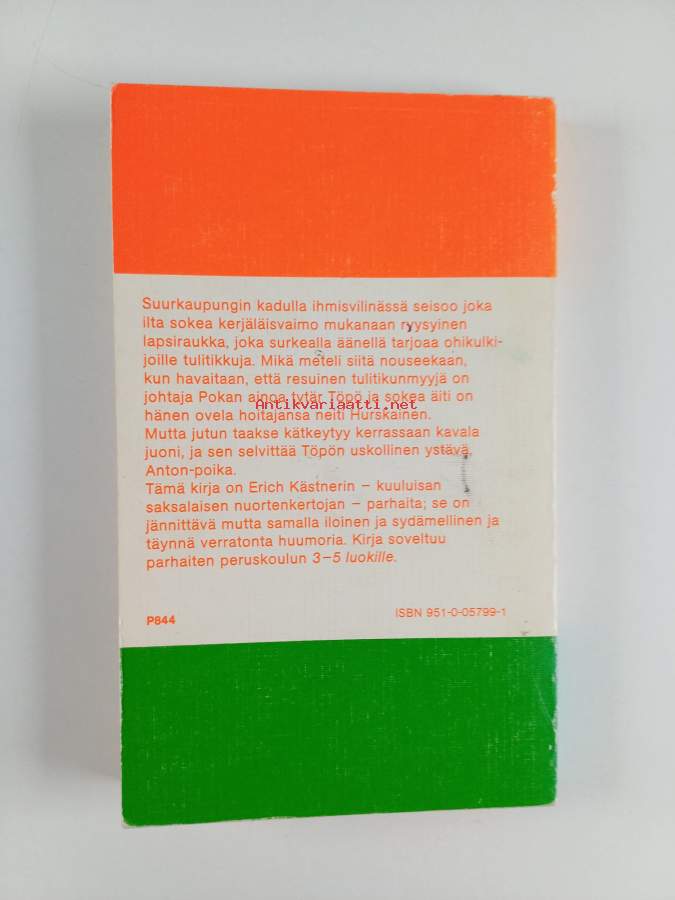 Suurkaupungin kadulla ihmisvilinässä seisoo joka
ilta sokea kerjäläisvaimo mukanaan ryysyinen
lapsiraukka, joka surkealla äänellä tarjoaa ohikulki-
joille tulitikkuja. Mikä meteli siitä nouseekaan,
kun havaitaan, että resuinen tulitikunmyyjä on
johtaja Pokan ainoa tytär Töpö ja sokea äiti on
Antikvariaatti.net
hänen ovela hoitajansa neiti Hurskainen.
Mutta jutun taakse kätkeytyy kerrassaan kavala
juoni, ja sen selvittää Töpön uskollinen ystävä,
Anton-poika.
Tämä kirja on Erich Kästnerin – kuuluisan
saksalaisen nuortenkertojan – parhaita; se on
jännittävä mutta samalla iloinen ja sydämellinen ja
täynnä verratonta huumoria. Kirja soveltuu
parhaiten peruskoulun 3–5 luokille.
P844
ISBN 951-0-05799-1